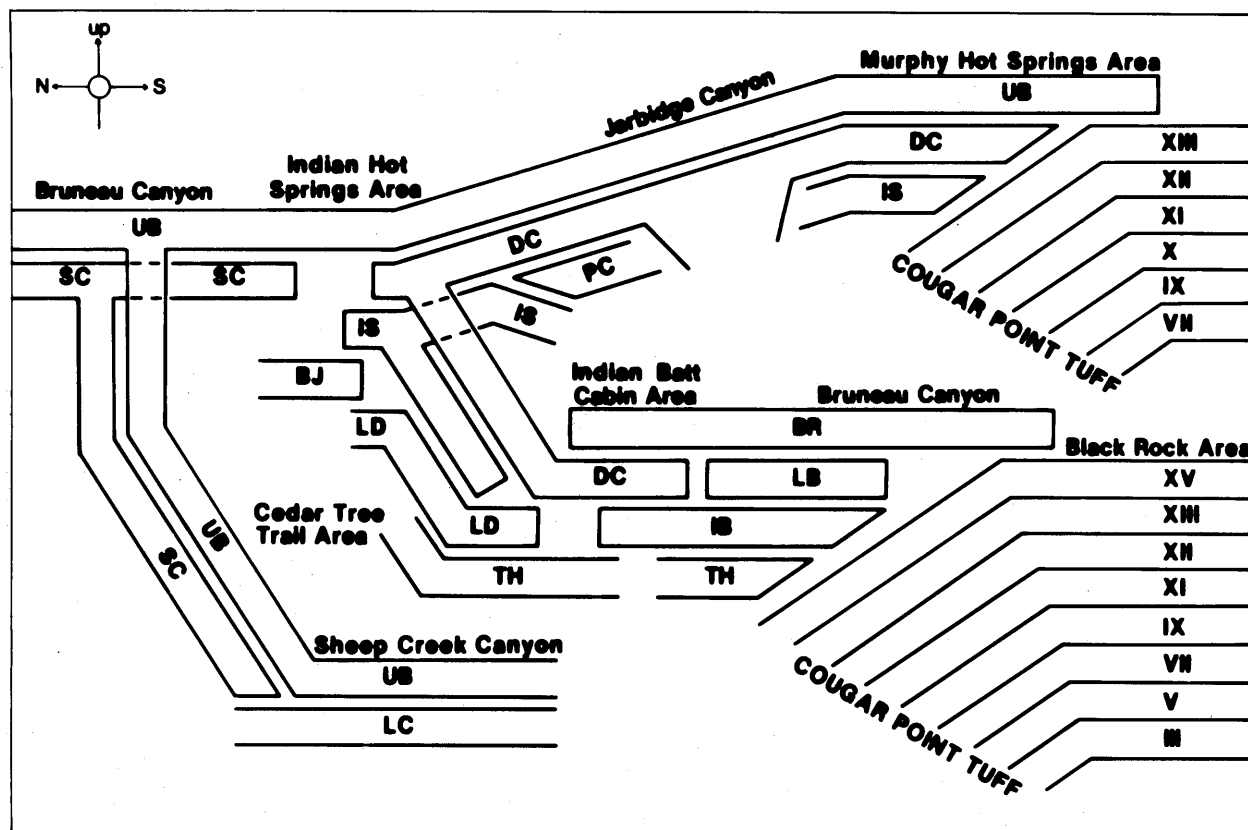 up
N S
Murphy Hot Springs Area
UB
Jarbidge Canyon
DC
XIII
Indian Hot
Springs Area
XII
IS
Bruneau Canyon
XI
UB
DC
X
SC
SC
PC
IX
COUGAR POINT TUFF
IS
IS
VII
BJ
Indian Batt
Cabin Area
Bruneau Canyon
LD
BR
Black Rock Area
DC
LB
XV
Cedar Tree
Trail Area
LD
IB
XIII
UB
SC
TH
TH
XII
XI
IX
Sheep Creek Canyon
UB
VII
LC
V
COUGAR POINT TUFF
III